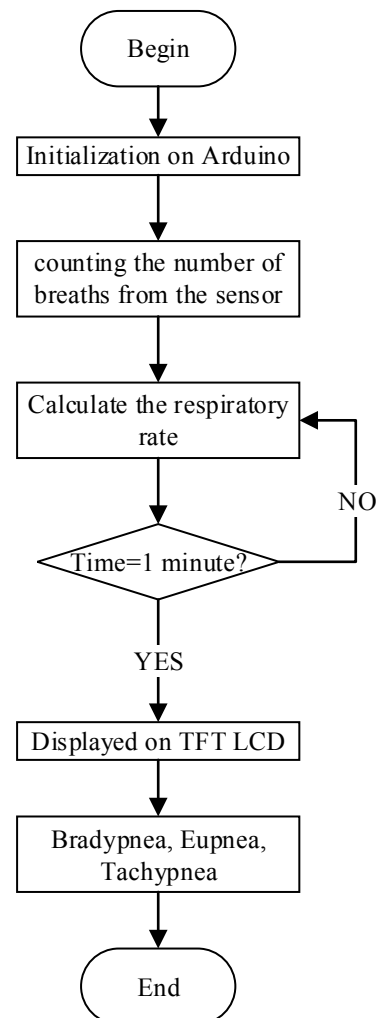 Begin
Initialization on Arduino
counting the number of
breaths from the sensor
Calculate the respiratory
rate
NO
Time=1 minute?
YES
Displayed on TFT LCD
Bradypnea, Eupnea,
Tachypnea
End